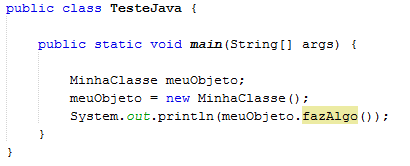 public class TesteJava {
public static void main(String[] args) {
MinhaClasse meuObjeto;
meuObjeto = new MinhaClasse();
System.out.println(meuObjeto.fazAlgo());
}
}